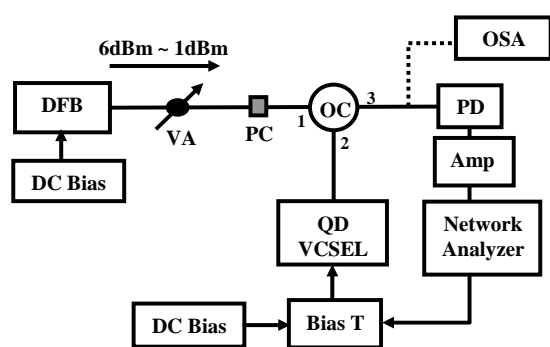 6dBm ~ 1dBm
OSA
DFB
VA
PC
1
OC
3
2
PD
DC Bias
Amp
QD
VCSEL
Network
Analyzer
DC Bias
Bias T